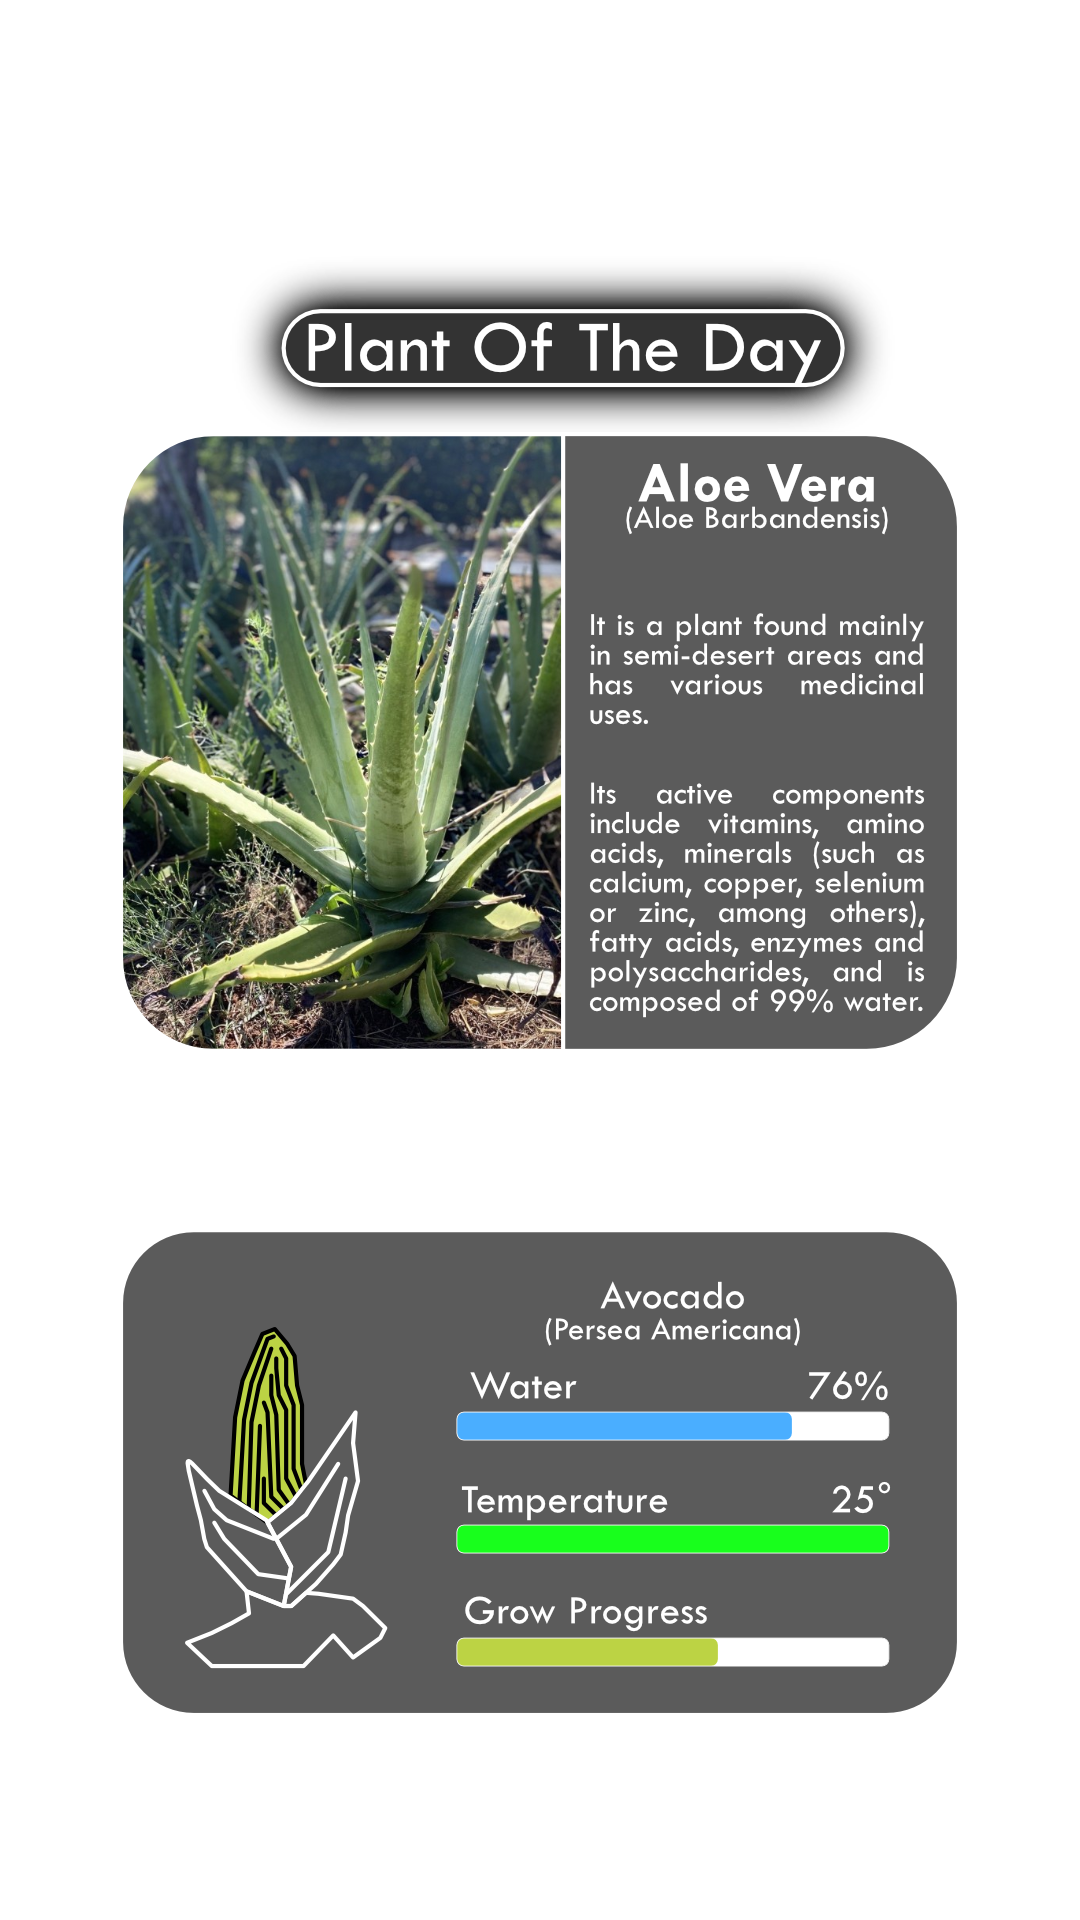 Plant Of The Day
Aloe Vera
(Aloe Barbandensis)
It is a plant found mainly
in semi-desert areas and
has various medicinal
uses.
Its active components
include vitamins, amino
acids, minerals (such as
calcium, copper, selenium
or zinc, among others),
fatty acids, enzymes and
polysaccharides, and is
composed of 99% water.
Avocado
(Persea Americana)
Water 76%
Temperature 25°
Grow Progress